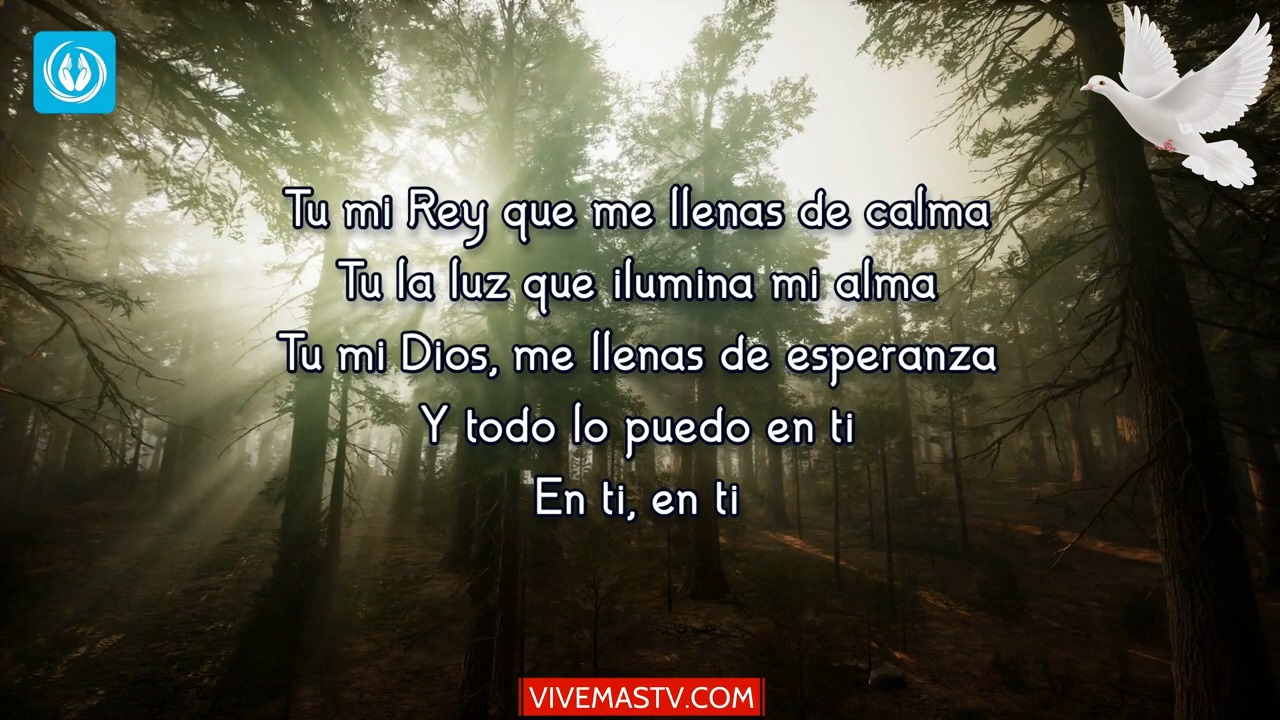 Tu mi Rey que me llenas de calma
Tu la luz que ilumina mi alma
Tu mi Dios, me llenas de esperanza
Y todo lo puedo en ti
En ti, en ti
VIVEMASTV.COM